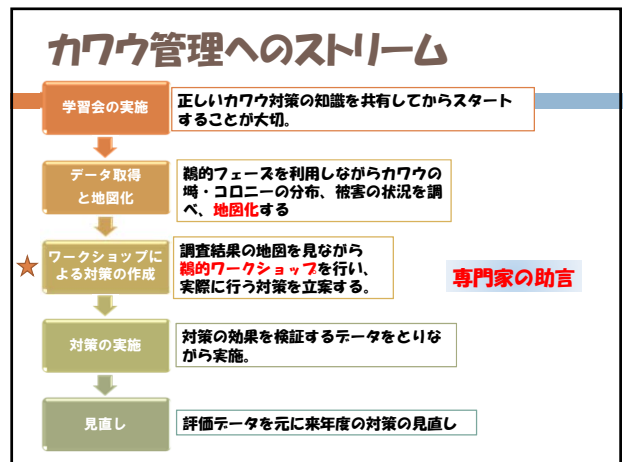 カワウ管理へのストリーム
学習会の実施
正しいカワウ対策の知識を共有してからスタート
することが大切。
データ取得
と地図化
鵜的フェーズを利用しながらカワウの
塒・コロニーの分布、被害の状況を調
べ、地図化する
ワークショップに
よる対策の作成
調査結果の地図を見ながら
鵜的ワークショップを行い、
実際に行う対策を立案する。
専門家の助言
対策の実施
対策の効果を検証するデータをとりな
がら実施。
見直し
評価データを元に来年度の対策の見直し